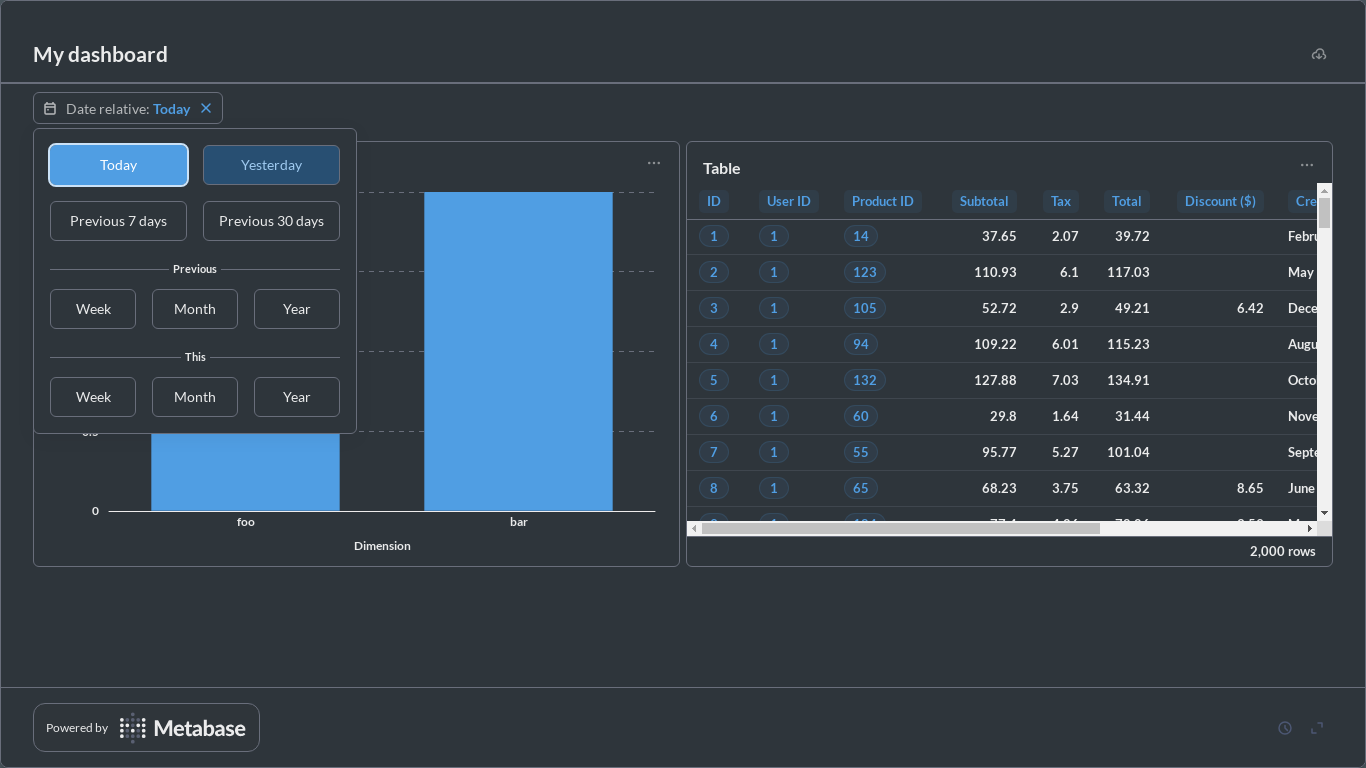 My dashboard
Date relative: Today
Today Yesterday
Previous 7 days Previous 30 days
Previous
Week Month Year
This
Week Month Year
0
foo bar
Dimension
Table
ID User ID Product ID Subtotal Tax Total Discount ($) Cre
1 1 14 37.65 2.07 39.72 Febru
2 1 123 110.93 6.1 117.03 May
3 1 105 52.72 2.9 49.21 6.42 Dece
4 1 94 109.22 6.01 115.23 Augu
5 1 132 127.88 7.03 134.91 Octo
6 1 60 29.8 1.64 31.44 Nove
7 1 55 95.77 5.27 101.04 Septe
8 1 65 68.23 3.75 63.32 8.65 June
2,000 rows
Powered by Metabase